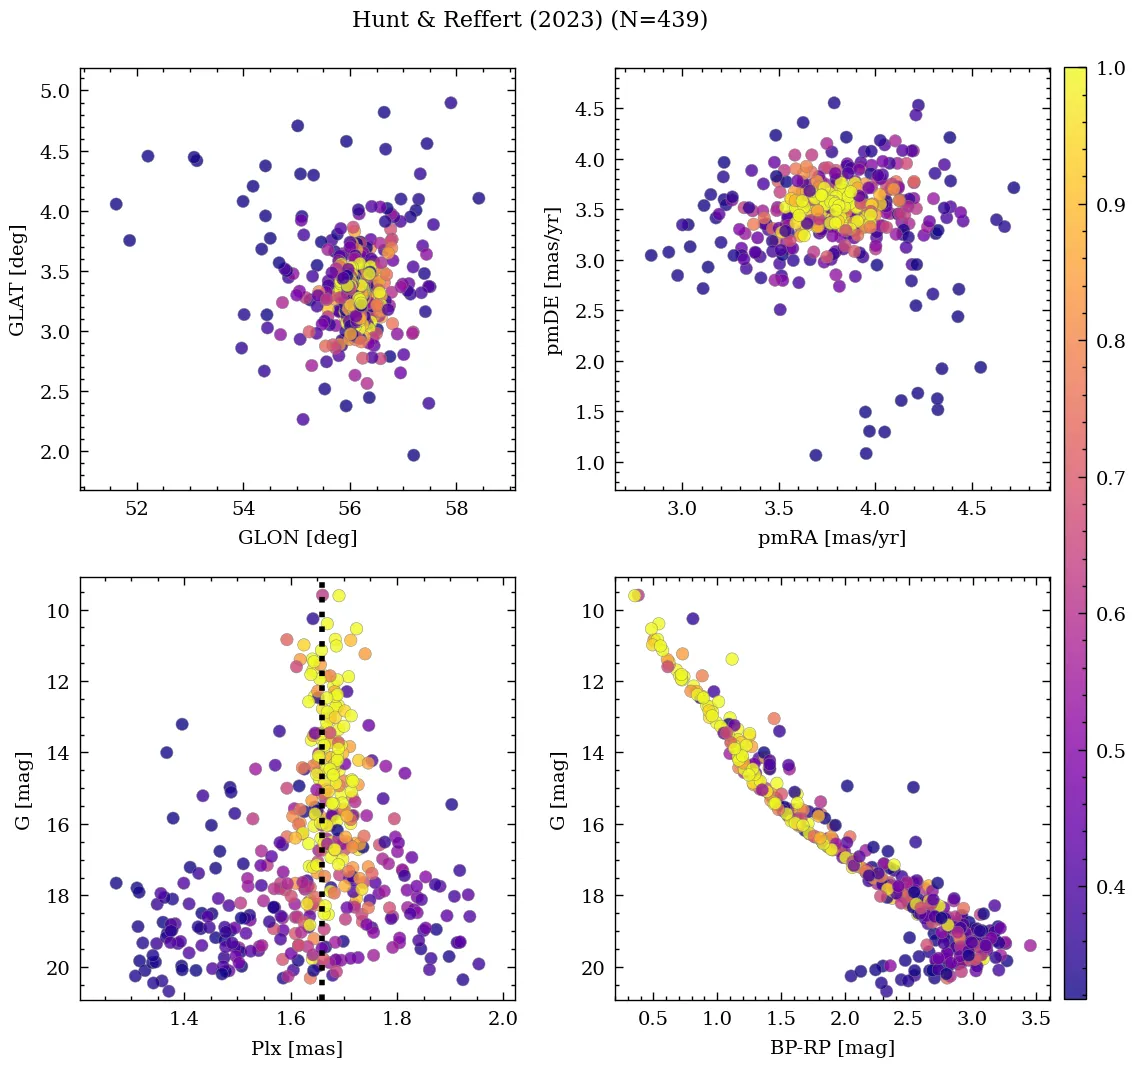 Hunt & Reffert (2023) (N=439)
5.0
4.5
4.0
3.5
3.0
2.5
2.0
GLAT [deg]
52 54 56 58
GLON [deg]
4.5
4.0
3.5
3.0
2.5
2.0
1.5
1.0
pmDE [mas/yr]
3.0 3.5 4.0 4.5
pmRA [mas/yr]
10
12
14
16
18
20
G [mag]
1.4 1.6 1.8 2.0
Plx [mas]
10
12
14
16
18
20
G [mag]
0.5 1.0 1.5 2.0 2.5 3.0 3.5
BP-RP [mag]
1.0
0.9
0.8
0.7
0.6
0.5
0.4